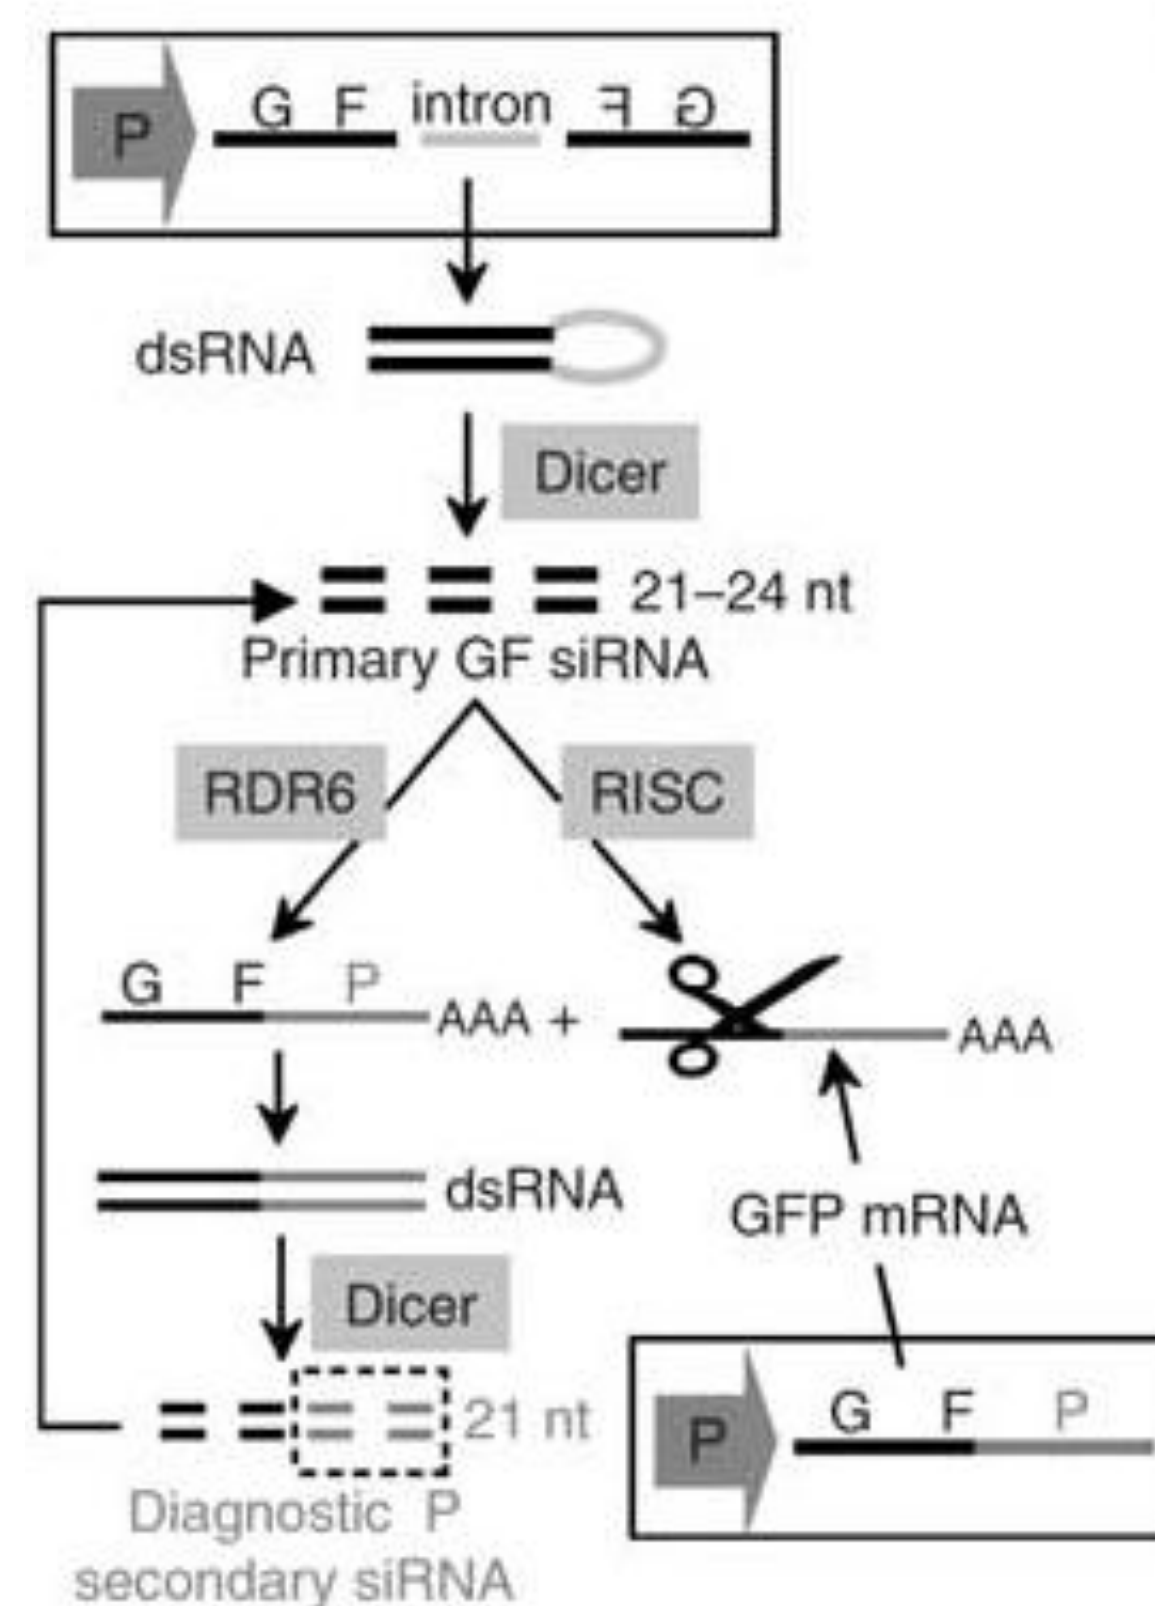 P G F intron F G
dsRNA
Dicer
21–24 nt
Primary GF siRNA
RDR6 RISC
G F P
AAA + AAA
dsRNA
GFP mRNA
Dicer
P G F P
21 nt
Diagnostic P
secondary siRNA